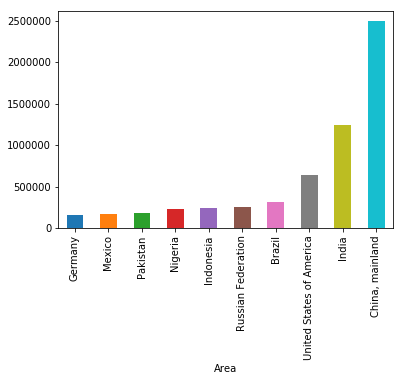 2500000
2000000
1500000
1000000
500000
0
Germany
Mexico
Pakistan
Nigeria
Indonesia
Russian Federation
Brazil
United States of America
India
China, mainland
Area